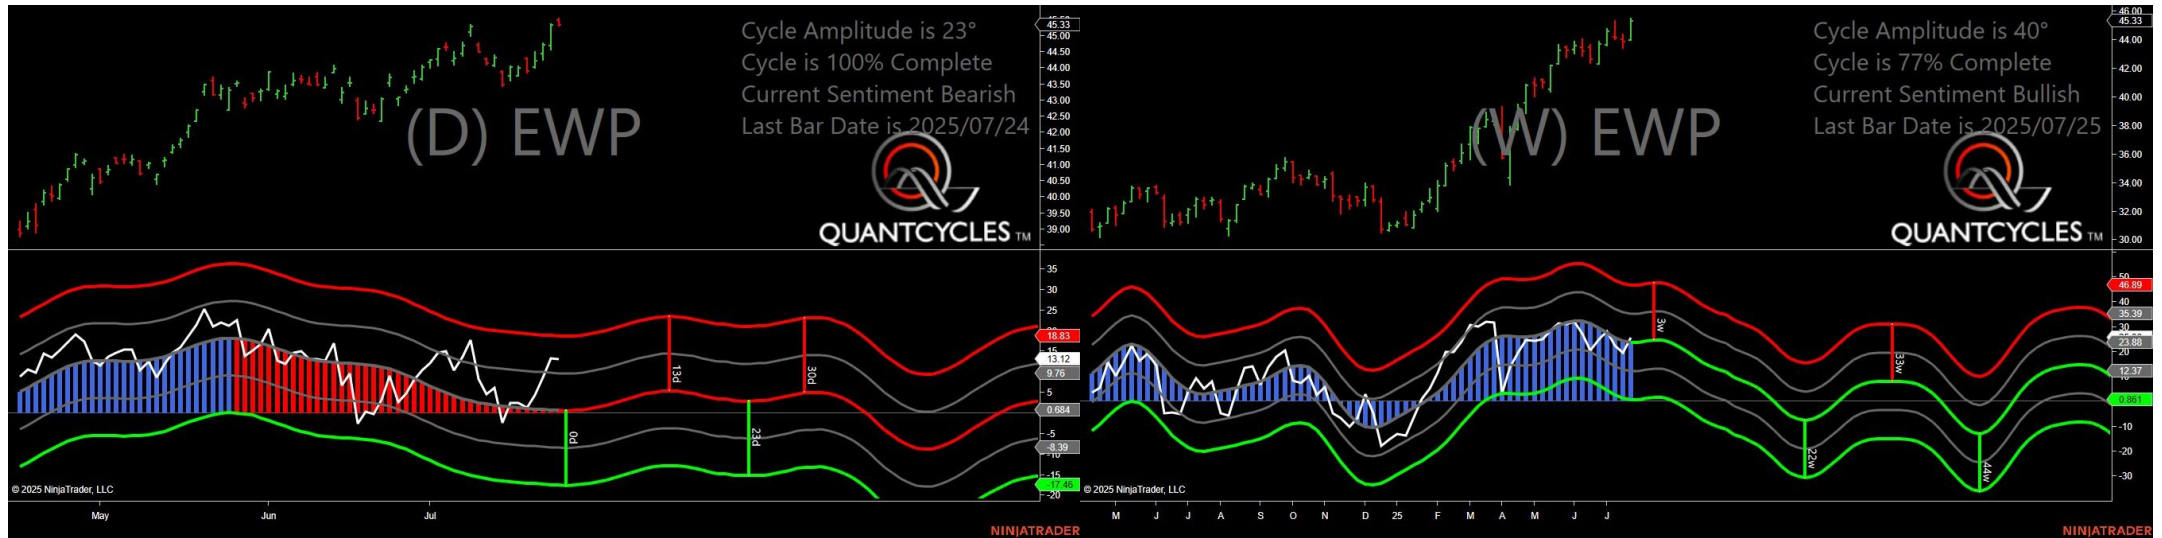 Cycle Amplitude is 23°
Cycle is 100% Complete
Current Sentiment Bearish
Last Bar Date is 2025/07/24
(D) EWP
QUANTCYCLES TM
45.33
45.00
44.50
44.00
43.50
43.00
42.50
42.00
41.50
41.00
40.50
40.00
39.50
39.00
35
30
25
18.83
15
13.12
9.76
5
0.684
-5
-8.39
-15
-17.46
-20
13d
30d
0d
23d
© 2025 NinjaTrader, LLC
May
Jun
Jul
NINJATRADER
Cycle Amplitude is 40°
Cycle is 77% Complete
Current Sentiment Bullish
Last Bar Date is 2025/07/25
(W) EWP
QUANTCYCLES TM
46.00
45.33
44.00
42.00
40.00
38.00
36.00
34.00
32.00
30.00
50
46.89
40
35.39
30
23.88
20
12.37
0.861
-10
-20
-30
3w
33w
22w
44w
© 2025 NinjaTrader, LLC
M
J
J
A
S
O
N
D
25
F
M
A
M
J
J
NINJATRADER